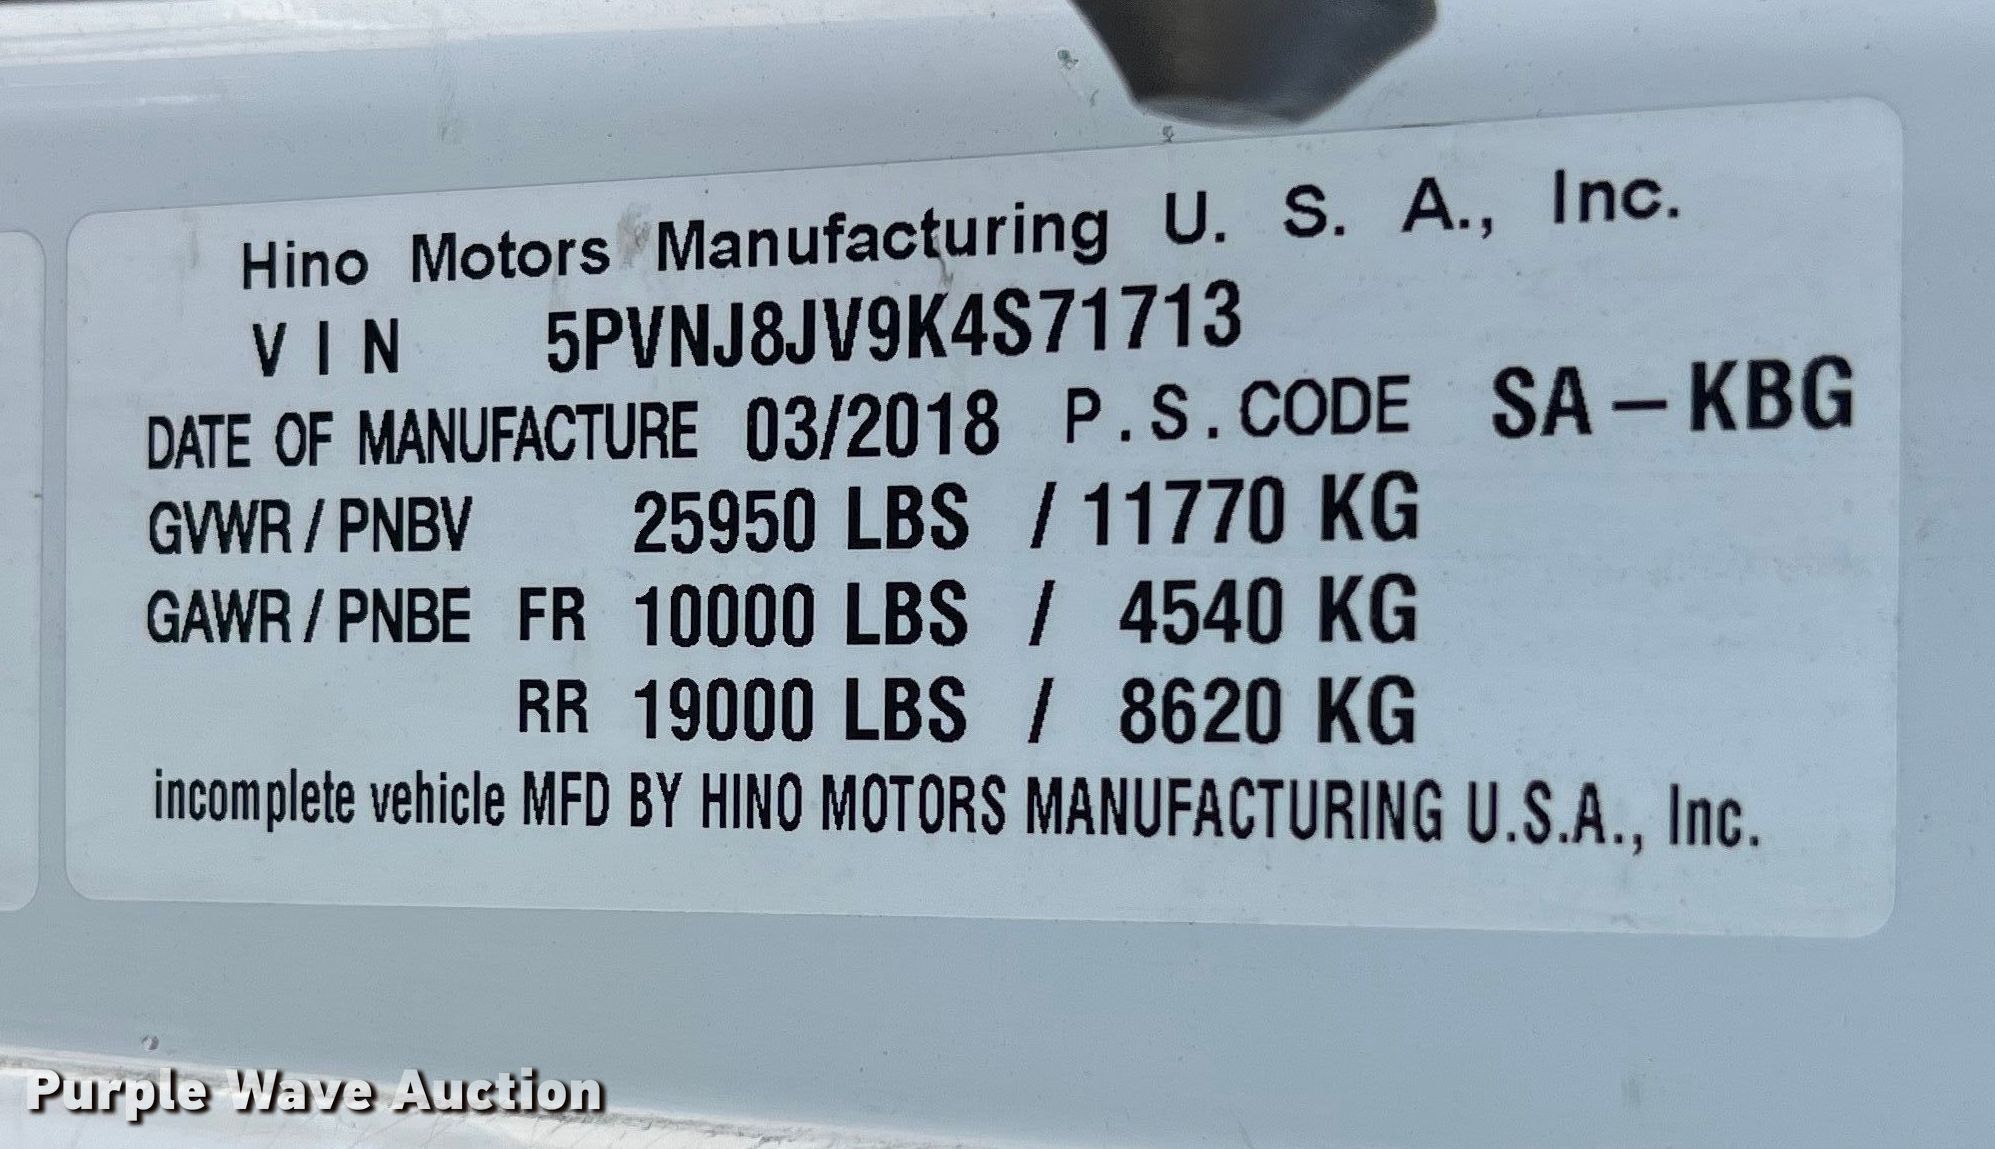 Hino Motors Manufacturing U. S. A., Inc.
VIN 5PVNJ8JV9K4S71713
DATE OF MANUFACTURE 03/2018 P.S.CODE SA-KBG
GVWR/PNBV 25950 LBS / 11770 KG
GAWR/PNBE FR 10000 LBS / 4540 KG
RR 19000 LBS / 8620 KG
incomplete vehicle MFD BY HINO MOTORS MANUFACTURING U.S.A., Inc.
Purple Wave Auction